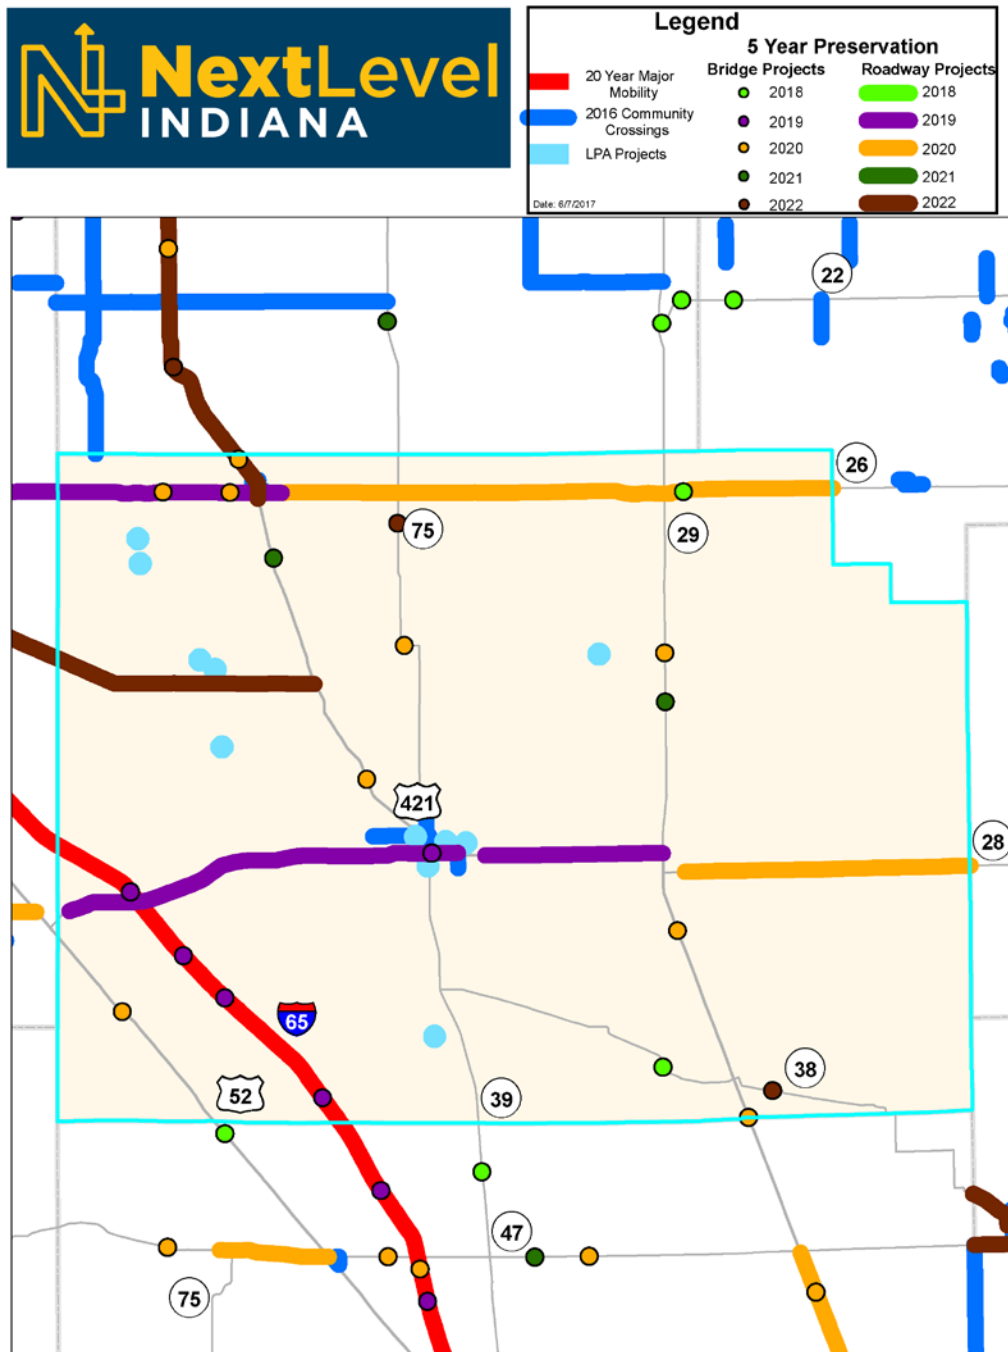 NextLevel
INDIANA
Legend
5 Year Preservation
Bridge Projects
Roadway Projects
20 Year Major
Mobility
2016 Community
Crossings
LPA Projects
2018
2019
2020
2021
2022
2018
2019
2020
2021
2022
Date: 6/7/2017
22
26
75
29
421
28
65
52
38
39
47
75